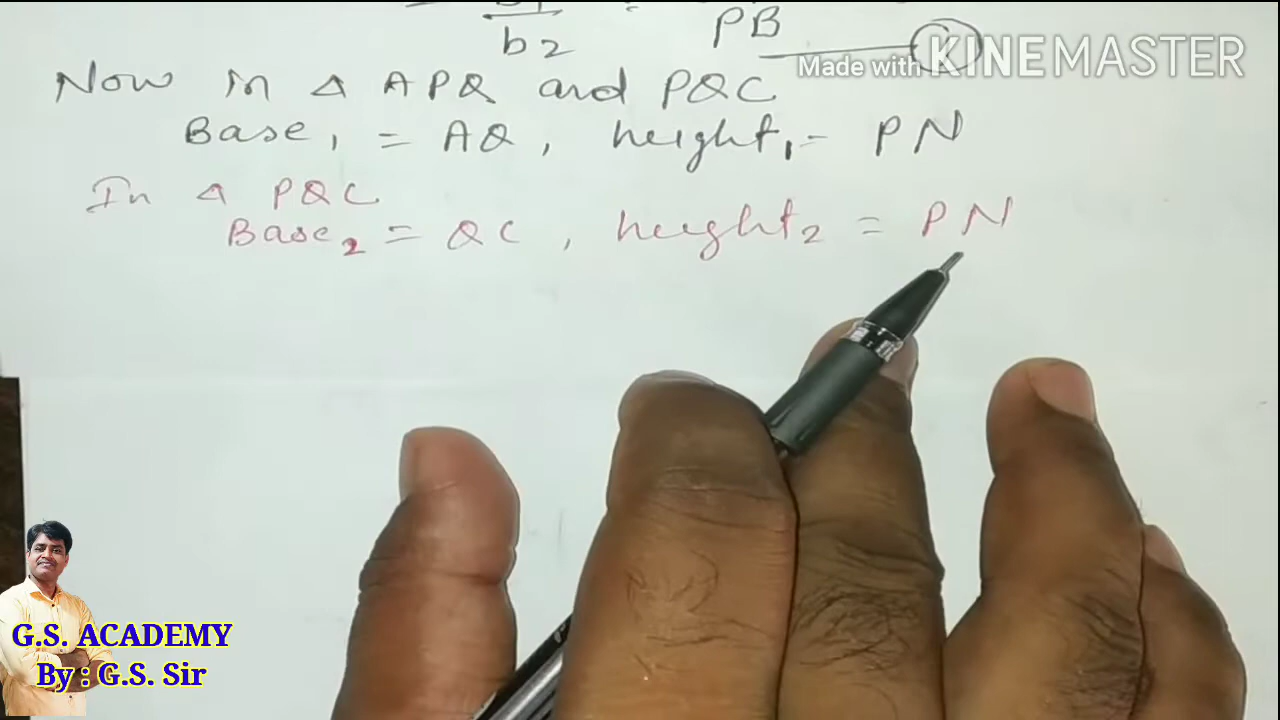 b2 PB
Made with KINEMASTER
Now in Δ APQ and PQC
Base1 = AQ, height1 = PN
In Δ PQC
Base2 = QC, height2 = PN
G.S. ACADEMY
By : G.S. Sir